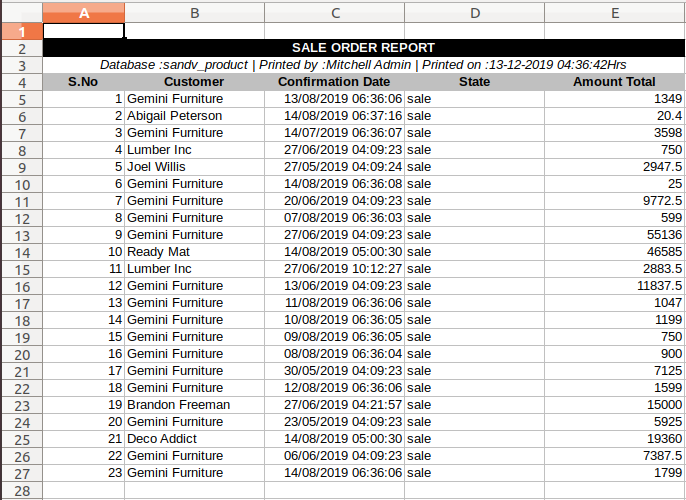 A B C D E
1
2 SALE ORDER REPORT
3 Database :sandv_product | Printed by :Mitchell Admin | Printed on :13-12-2019 04:36:42Hrs
4 S.No Customer Confirmation Date State Amount Total
5 1 Gemini Furniture 13/08/2019 06:36:06 sale 1349
6 2 Abigail Peterson 14/08/2019 06:37:16 sale 20.4
7 3 Gemini Furniture 14/07/2019 06:36:07 sale 3598
8 4 Lumber Inc 27/06/2019 04:09:23 sale 750
9 5 Joel Willis 27/05/2019 04:09:24 sale 2947.5
10 6 Gemini Furniture 14/08/2019 06:36:08 sale 25
11 7 Gemini Furniture 20/06/2019 04:09:23 sale 9772.5
12 8 Gemini Furniture 07/08/2019 06:36:03 sale 599
13 9 Gemini Furniture 27/06/2019 04:09:23 sale 55136
14 10 Ready Mat 14/08/2019 05:00:30 sale 46585
15 11 Lumber Inc 27/06/2019 10:12:27 sale 2883.5
16 12 Gemini Furniture 13/06/2019 04:09:23 sale 11837.5
17 13 Gemini Furniture 11/08/2019 06:36:06 sale 1047
18 14 Gemini Furniture 10/08/2019 06:36:05 sale 1199
19 15 Gemini Furniture 09/08/2019 06:36:05 sale 750
20 16 Gemini Furniture 08/08/2019 06:36:04 sale 900
21 17 Gemini Furniture 30/05/2019 04:09:23 sale 7125
22 18 Gemini Furniture 12/08/2019 06:36:06 sale 1599
23 19 Brandon Freeman 27/06/2019 04:21:57 sale 15000
24 20 Gemini Furniture 23/05/2019 04:09:23 sale 5925
25 21 Deco Addict 14/08/2019 05:00:30 sale 19360
26 22 Gemini Furniture 06/06/2019 04:09:23 sale 7387.5
27 23 Gemini Furniture 14/08/2019 06:36:06 sale 1799
28